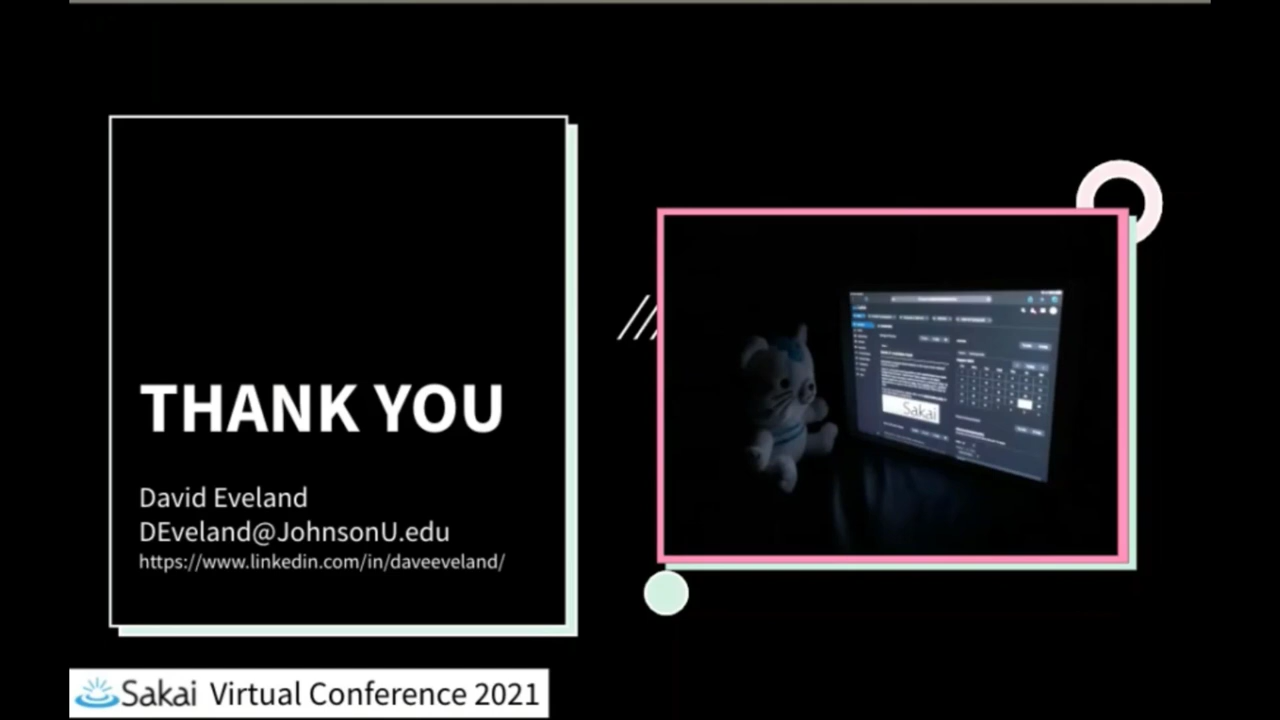 THANK YOU
David Eveland
DEveland@JohnsonU.edu
https://www.linkedin.com/in/daveeveland/
Sakai
Sakai Virtual Conference 2021